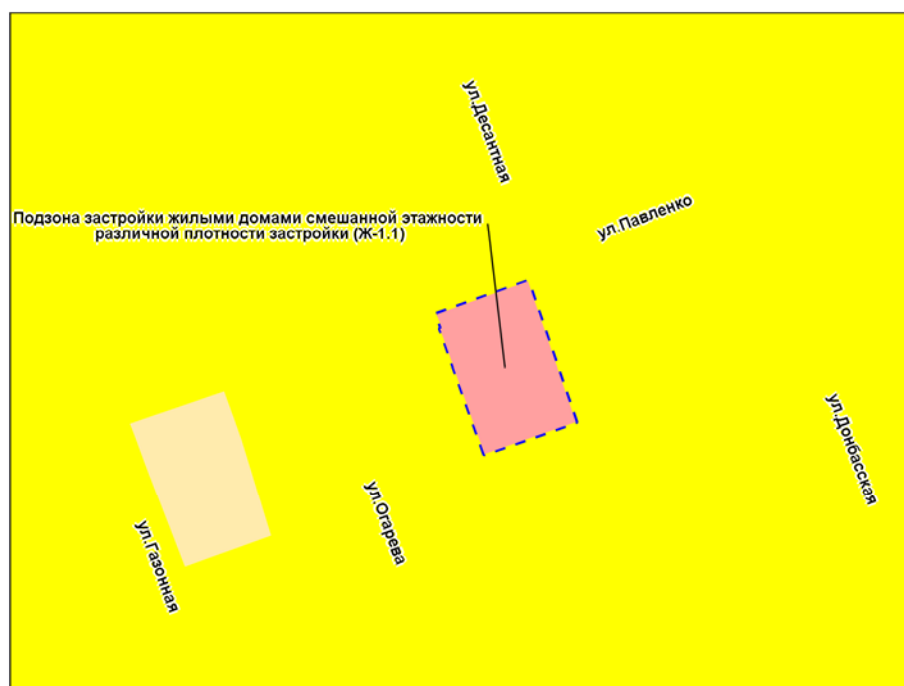 ул.Десантная
ул.Павленко
Подзона застройки жилыми домами смешанной этажности
различной плотности застройки (Ж-1.1)
ул.Донбасская
ул.Огарева
ул.Газонная